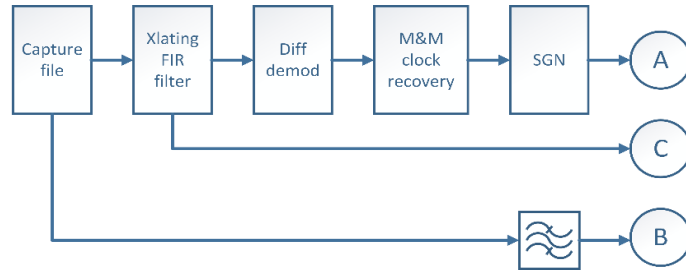 Capture
file
Xlating
FIR
filter
Diff
demod
M&M
clock
recovery
SGN
A
C
B